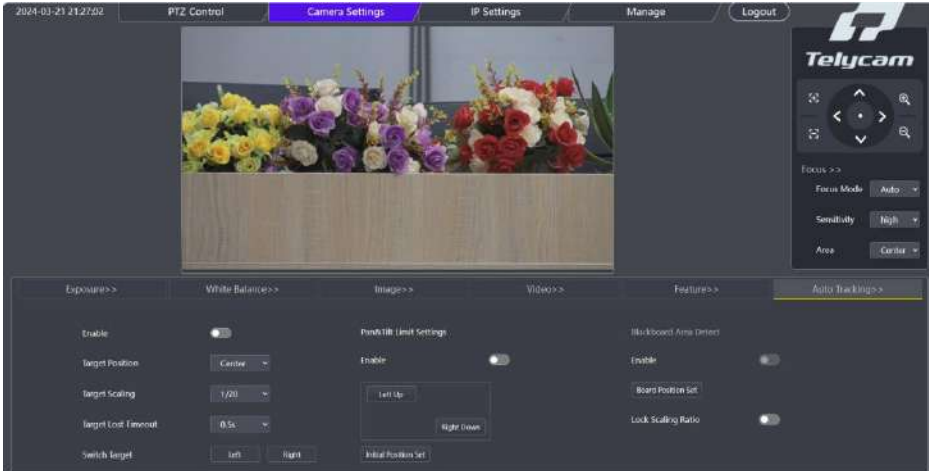 2024-03-21 21:27:02 PTZ Control Camera Settings IP Settings Manage Logout
Telycam
Focus >>
Focus Mode Auto
Sensitivity high
Area Center
Exposure>> White Balance>> Image>> Video>> Feature>> Auto Tracking>>
Enable
Target Position Center
Target Scaling 1/20
Target Lost Timeout 0.5s
Switch Target Left Right
Pan&Tilt Limit Settings
Enable
Left Up
Right Down
Initial Position Set
Blackboard Area Detect
Enable
Board Position Set
Lock Scaling Ratio